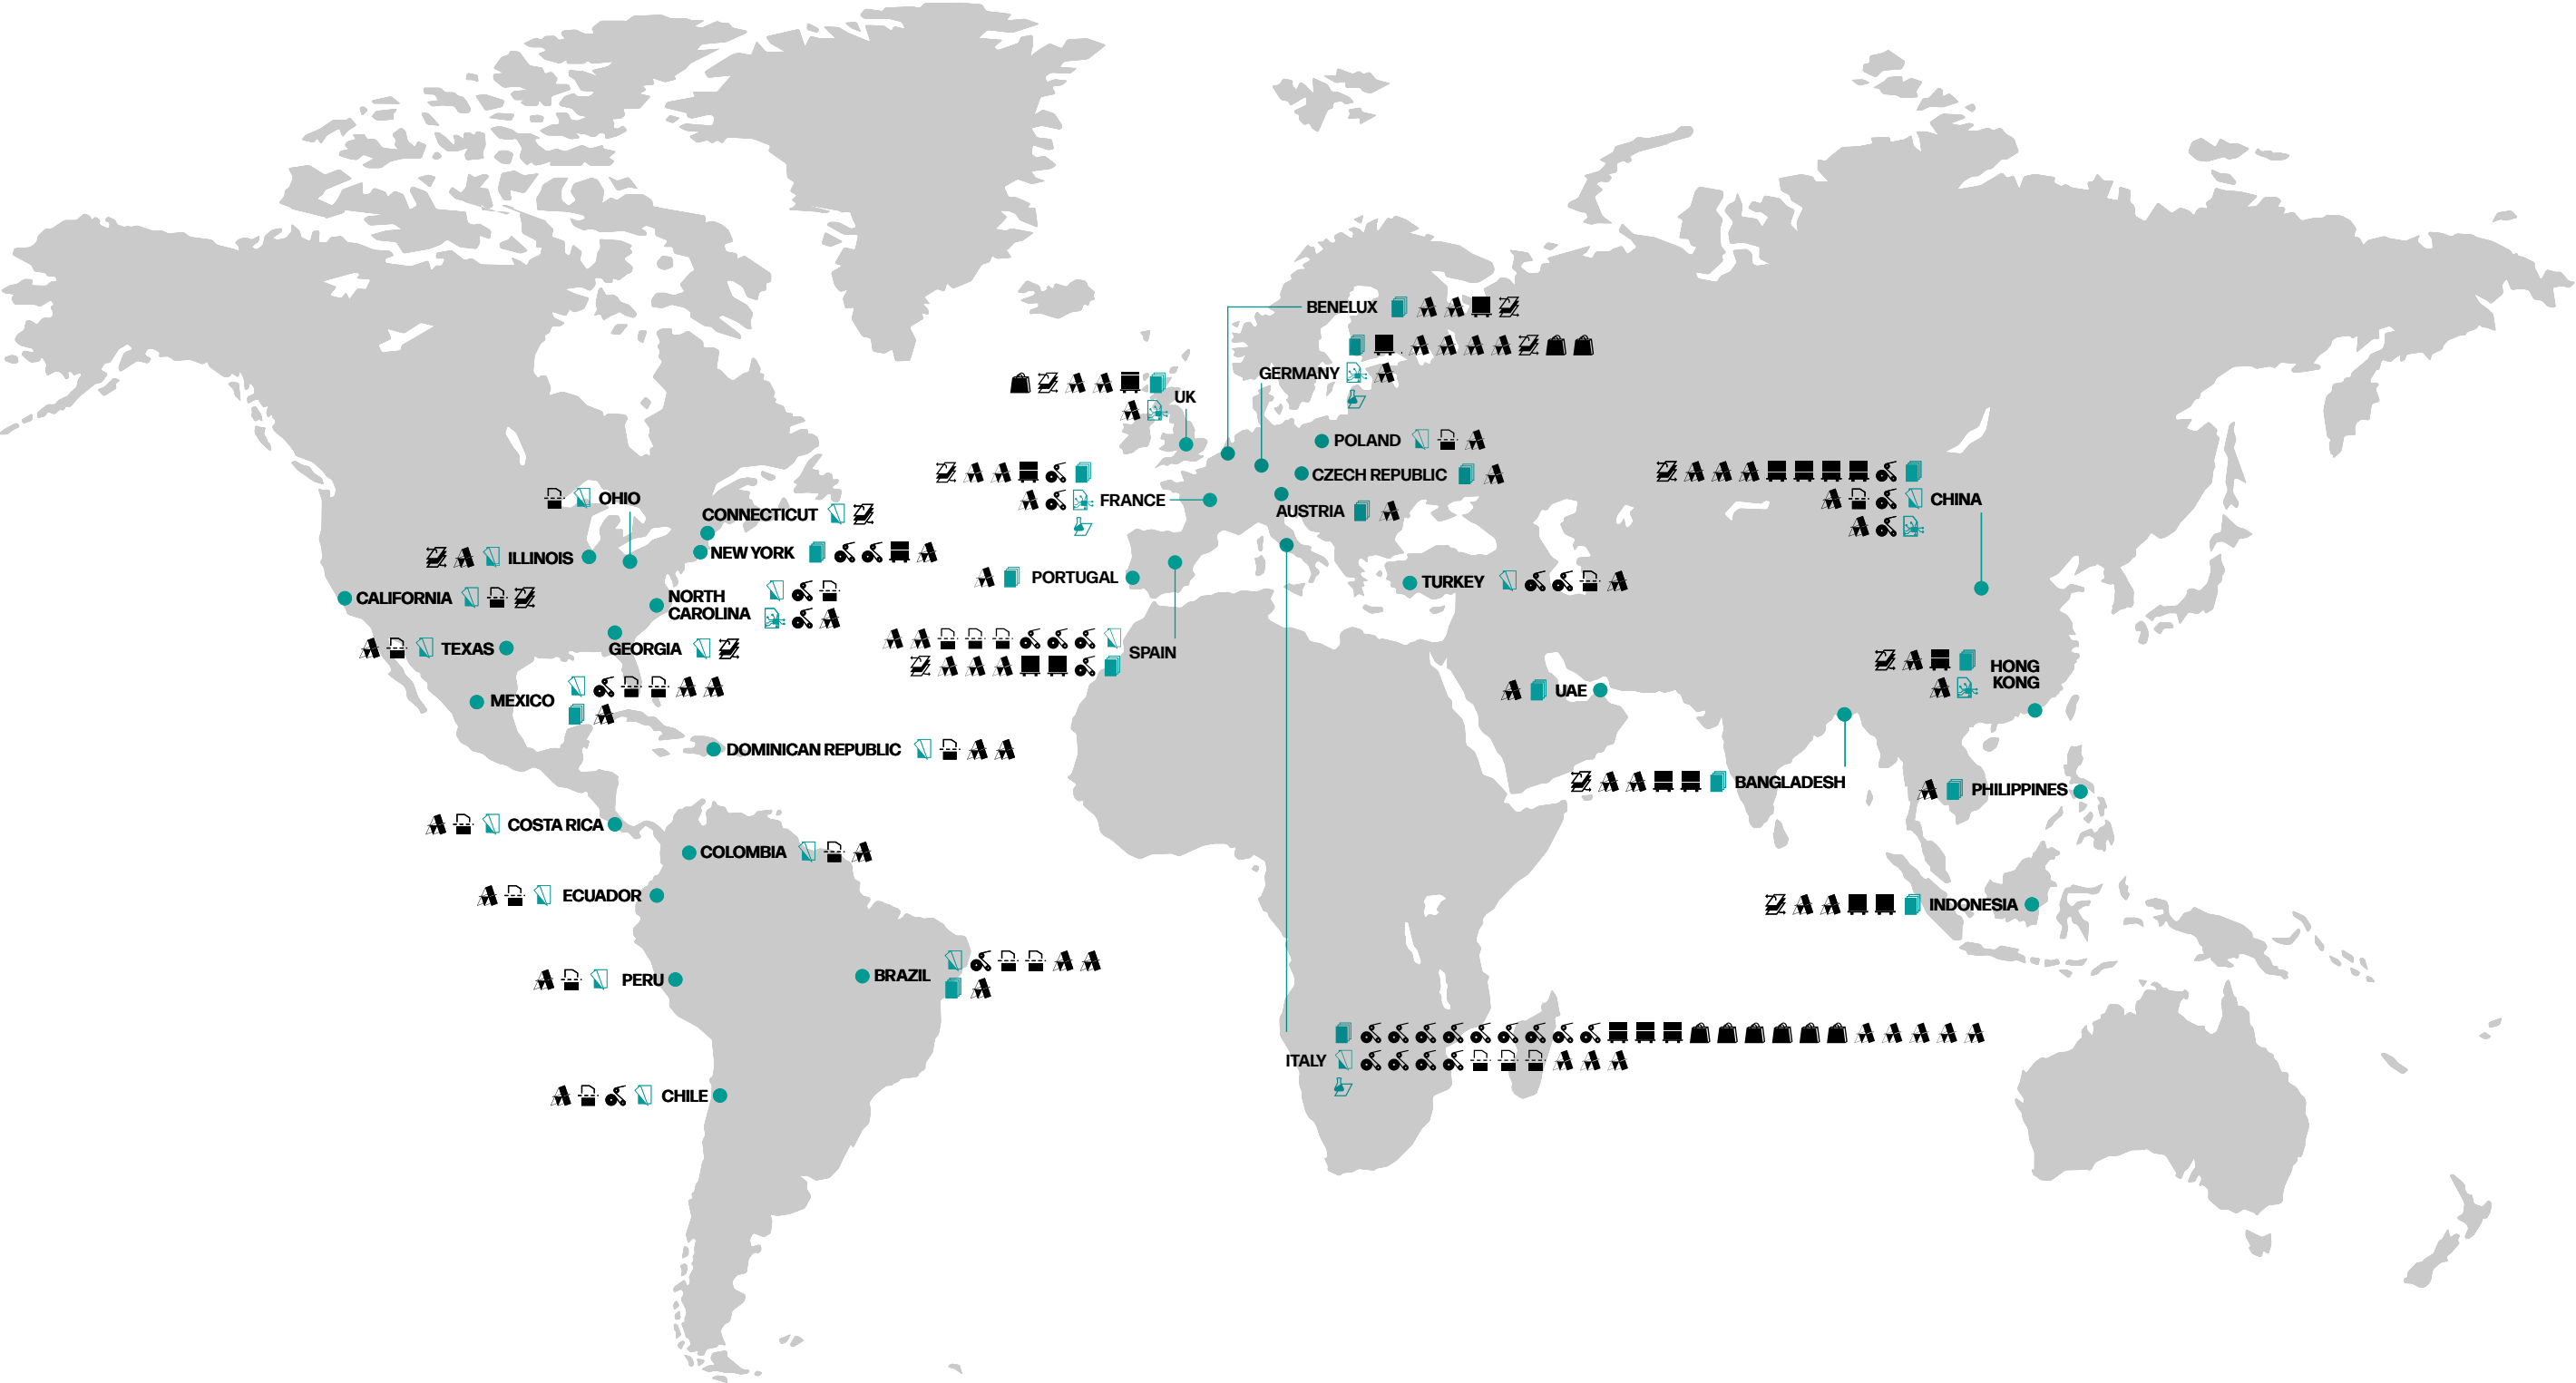 BENELUX
GERMANY
UK
POLAND
CZECH REPUBLIC
FRANCE
AUSTRIA
CHINA
OHIO
CONNECTICUT
NEW YORK
ILLINOIS
PORTUGAL
TURKEY
CALIFORNIA
NORTH
CAROLINA
TEXAS
GEORGIA
SPAIN
HONG
KONG
UAE
MEXICO
DOMINICAN REPUBLIC
BANGLADESH
PHILIPPINES
COSTA RICA
COLOMBIA
ECUADOR
INDONESIA
PERU
BRAZIL
ITALY
CHILE